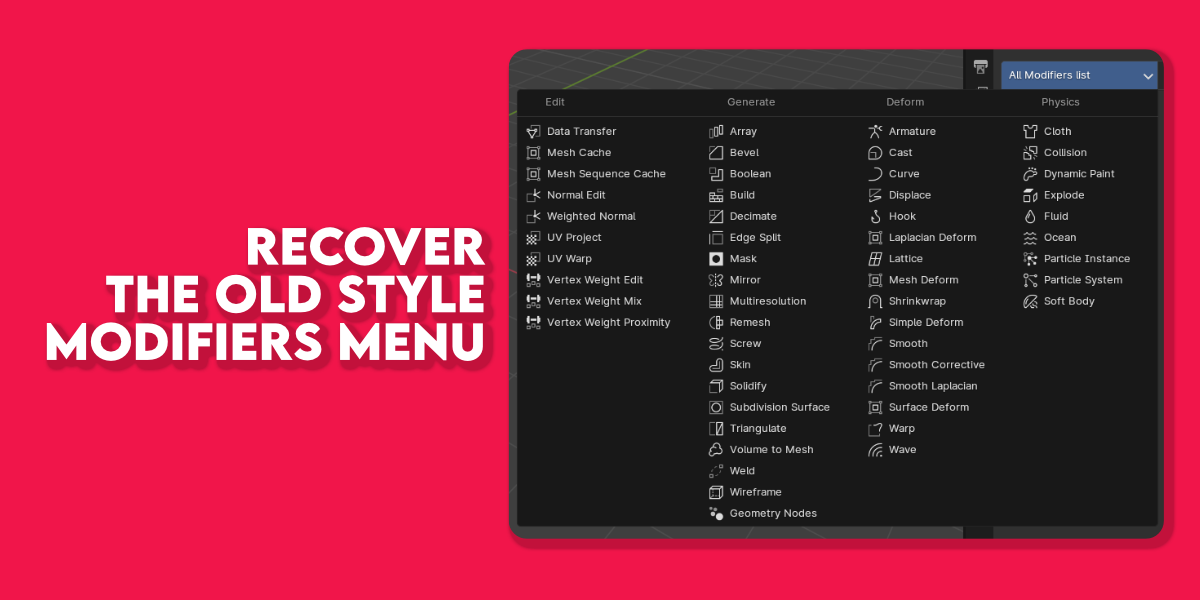 RECOVER
THE OLD STYLE
MODIFIERS MENU
All Modifiers list
Edit
Data Transfer
Mesh Cache
Mesh Sequence Cache
Normal Edit
Weighted Normal
UV Project
UV Warp
Vertex Weight Edit
Vertex Weight Mix
Vertex Weight Proximity
Generate
Array
Bevel
Boolean
Build
Decimate
Edge Split
Mask
Mirror
Multiresolution
Remesh
Screw
Skin
Solidify
Subdivision Surface
Triangulate
Volume to Mesh
Weld
Wireframe
Geometry Nodes
Deform
Armature
Cast
Curve
Displace
Hook
Laplacian Deform
Lattice
Mesh Deform
Shrinkwrap
Simple Deform
Smooth
Smooth Corrective
Smooth Laplacian
Surface Deform
Warp
Wave
Physics
Cloth
Collision
Dynamic Paint
Explode
Fluid
Ocean
Particle Instance
Particle System
Soft Body